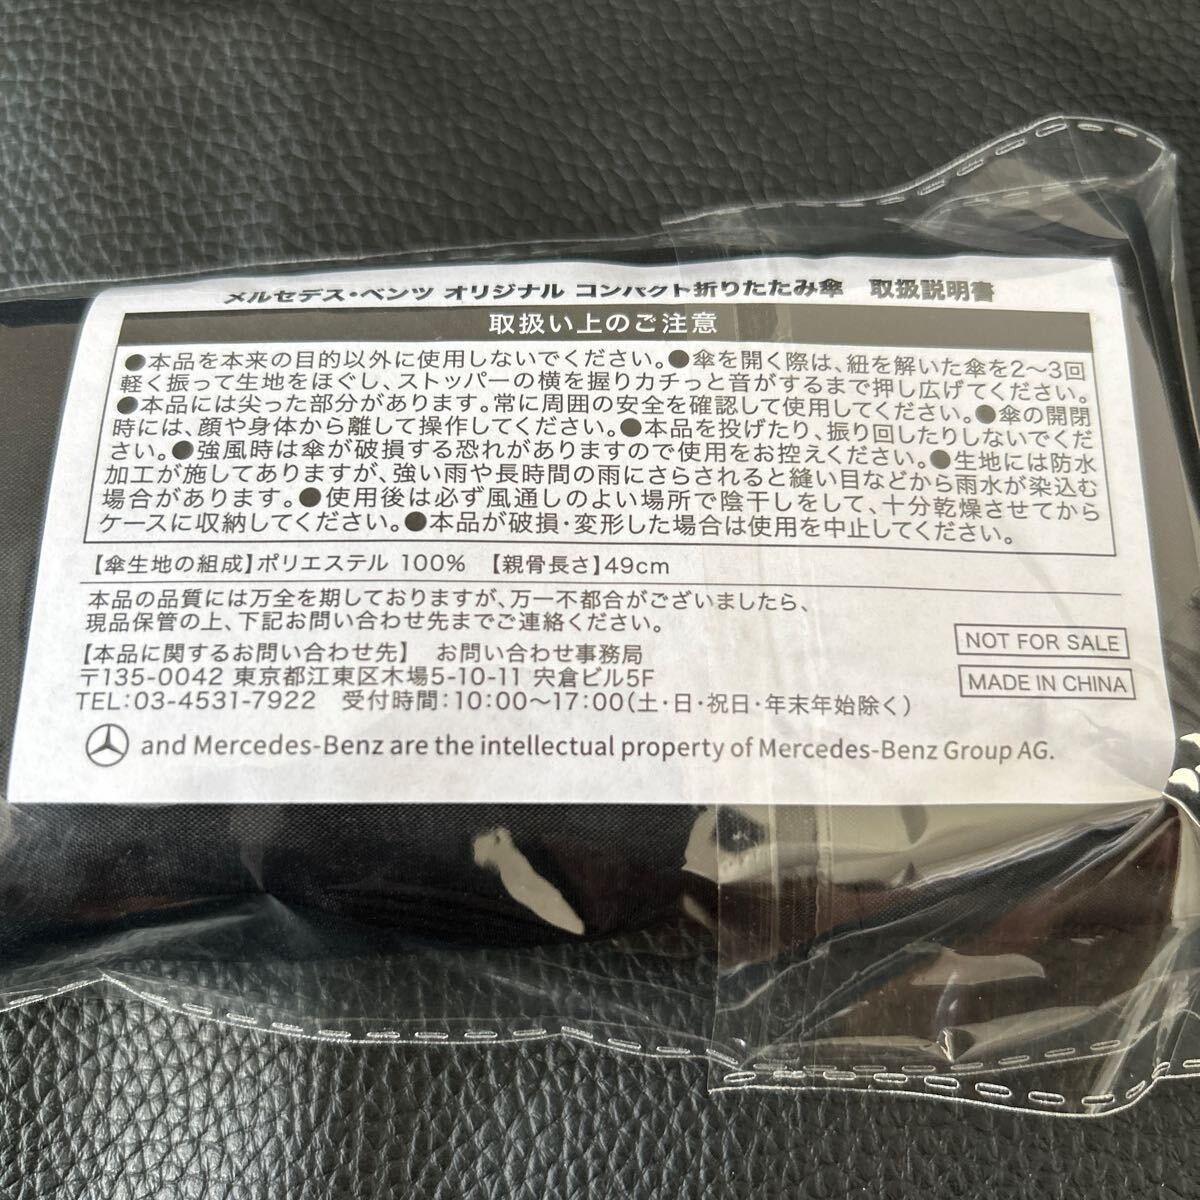 メルセデス・ベンツ オリジナル コンパクト折りたたみ傘　取扱説明書
取扱い上のご注意
●本品を本来の目的以外に使用しないでください。●傘を開く際は、紐を解いた傘を2〜3回
軽く振って生地をほぐし、ストッパーの横を握りカチっと音がするまで押し広げてください。
●本品には尖った部分があります。常に周囲の安全を確認して使用してください。●傘の開閉
時には、顔や身体から離して操作してください。●本品を投げたり、振り回したりしないでくだ
さい。●強風時は傘が破損する恐れがありますので使用をお控えください。●生地には防水
加工が施してありますが、強い雨や長時間の雨にさらされると縫い目などから雨水が染込む
場合があります。●使用後は必ず風通しのよい場所で陰干しをして、十分乾燥させてから
ケースに収納してください。●本品が破損・変形した場合は使用を中止してください。
【傘生地の組成】ポリエステル 100%　【親骨長さ】49cm
本品の品質には万全を期しておりますが、万一不都合がございましたら、
現品保管の上、下記お問い合わせ先までご連絡ください。
【本品に関するお問い合わせ先】　お問い合わせ事務局
〒135-0042 東京都江東区木場5-10-11 宍倉ビル5F
TEL:03-4531-7922　受付時間:10:00〜17:00(土・日・祝日・年末年始除く)
NOT FOR SALE
MADE IN CHINA
and Mercedes-Benz are the intellectual property of Mercedes-Benz Group AG.